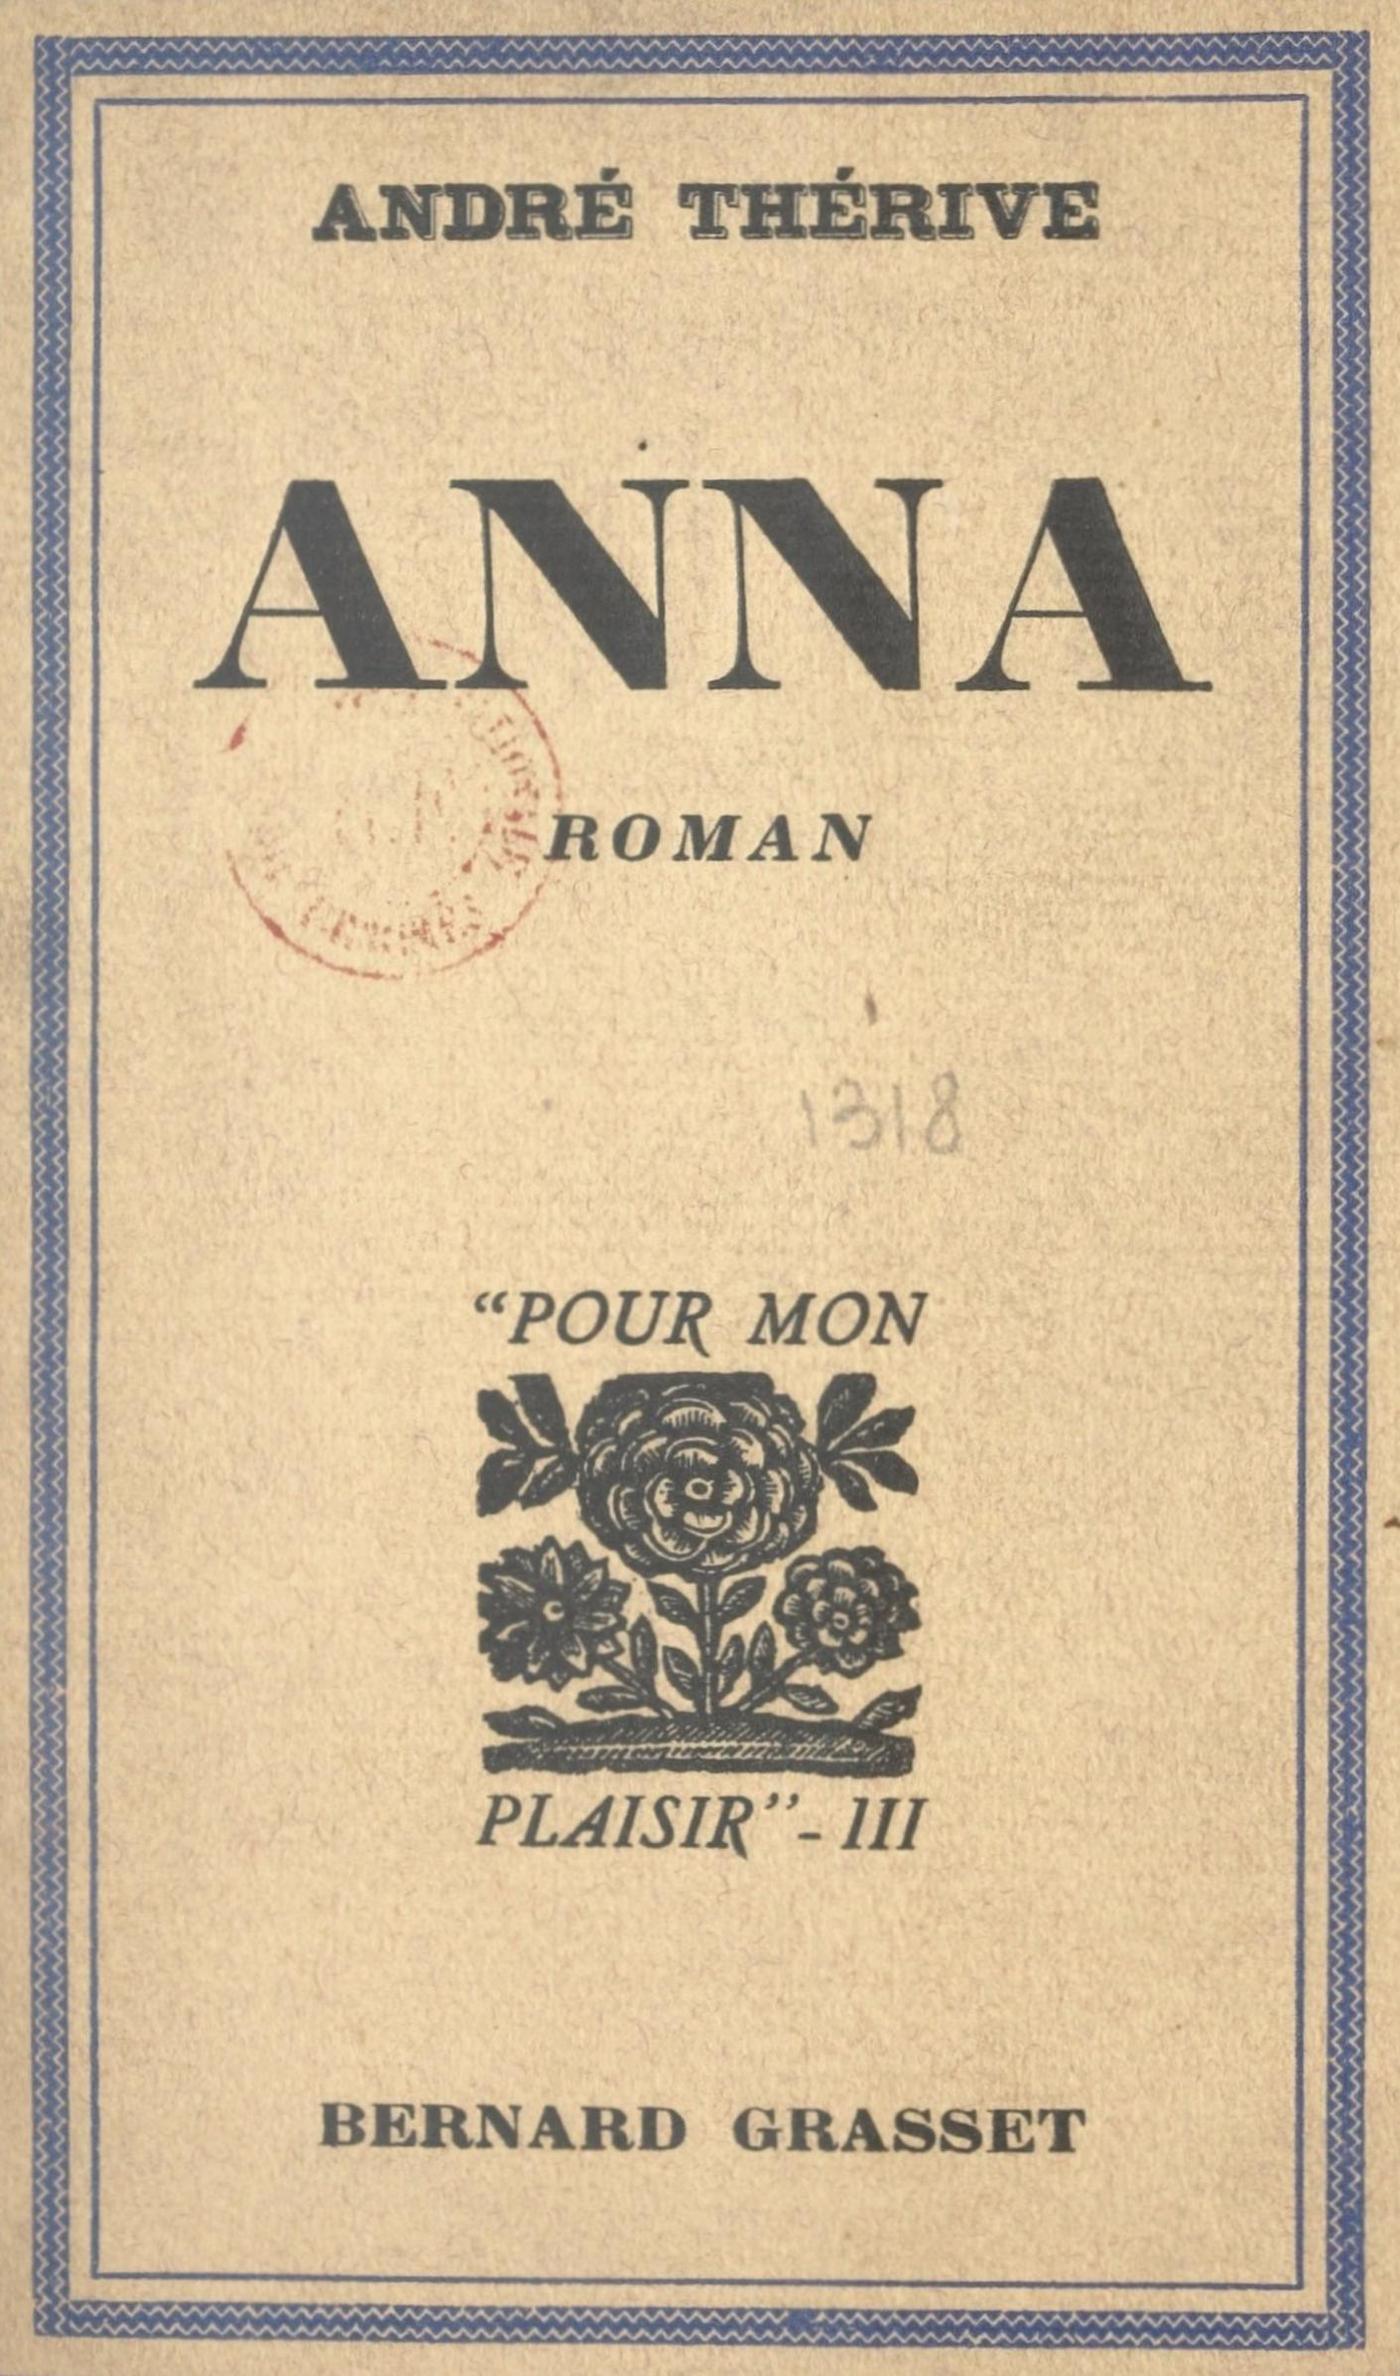 ANDRÉ THÉRIVE
ANNA
ROMAN
1318
“POUR MON
PLAISIR” - III
BERNARD GRASSET